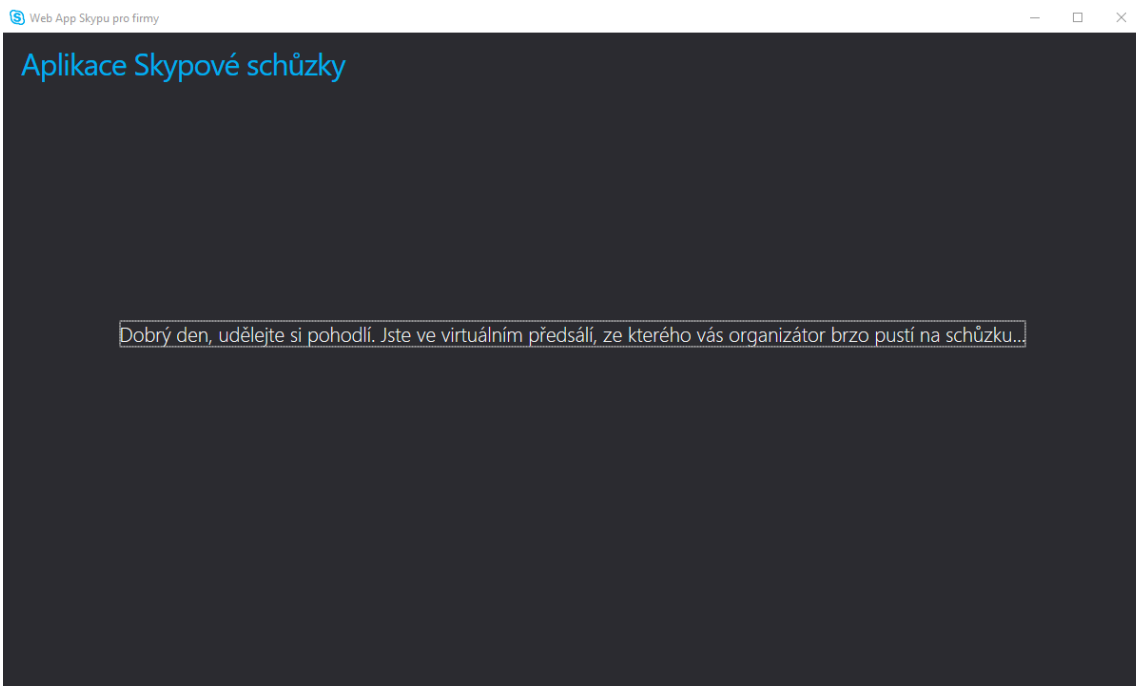 Web App Skypu pro firmy
Aplikace Skypové schůzky
Dobrý den, udělejte si pohodlí. Jste ve virtuálním předsálí, ze kterého vás organizátor brzo pustí na schůzku...